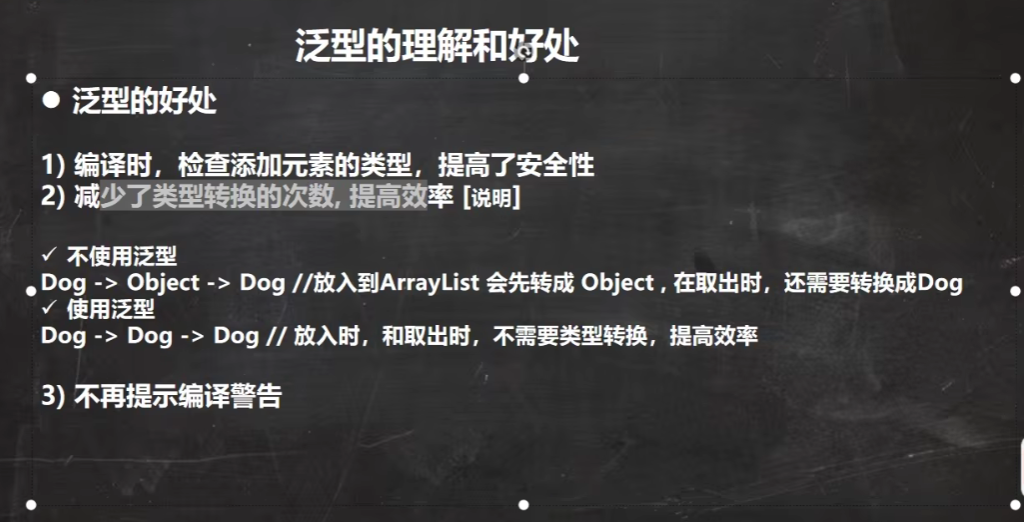 泛型的理解和好处
● 泛型的好处
1) 编译时，检查添加元素的类型，提高了安全性
2) 减少了类型转换的次数, 提高效率 [说明]
✓ 不使用泛型
Dog -> Object -> Dog //放入到ArrayList 会先转成 Object , 在取出时，还需要转换成Dog
✓ 使用泛型
Dog -> Dog -> Dog // 放入时，和取出时，不需要类型转换，提高效率
3) 不再提示编译警告